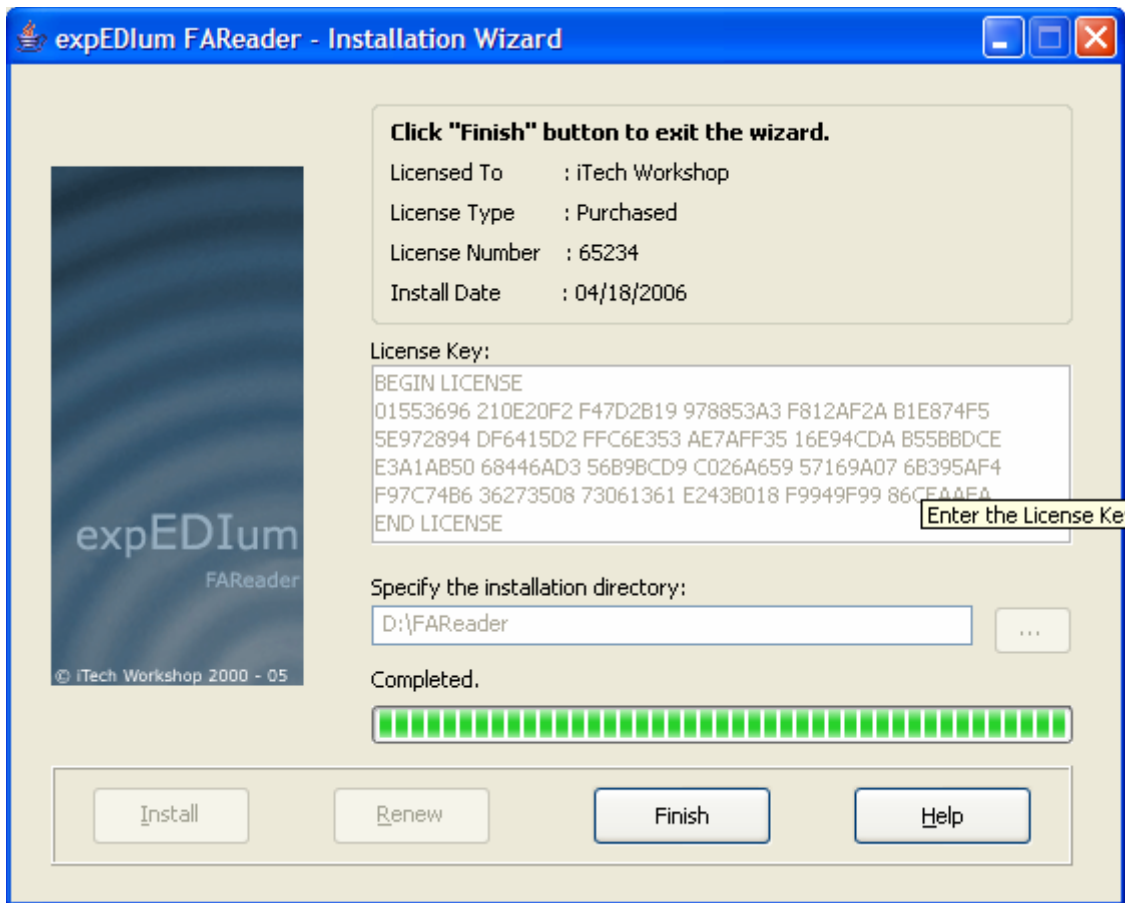 expEDIum FAReader - Installation Wizard
Click "Finish" button to exit the wizard.
Licensed To : iTech Workshop
License Type : Purchased
License Number : 65234
Install Date : 04/18/2006
License Key:
BEGIN LICENSE
01553696 210E20F2 F47D2B19 978853A3 F812AF2A B1E874F5
5E972894 DF6415D2 FFC6E353 AE7AFF35 16E94CDA B55BBDCE
E3A1AB50 68446AD3 56B9BCD9 C026A659 57169A07 6B395AF4
F97C74B6 36273508 73061361 E243B018 F9949F99
END LICENSE
Enter the License Ke
expEDIum
FAReader
© iTech Workshop 2000 - 05
Specify the installation directory:
D:\FAReader
...
Completed.
Install
Renew
Finish
Help